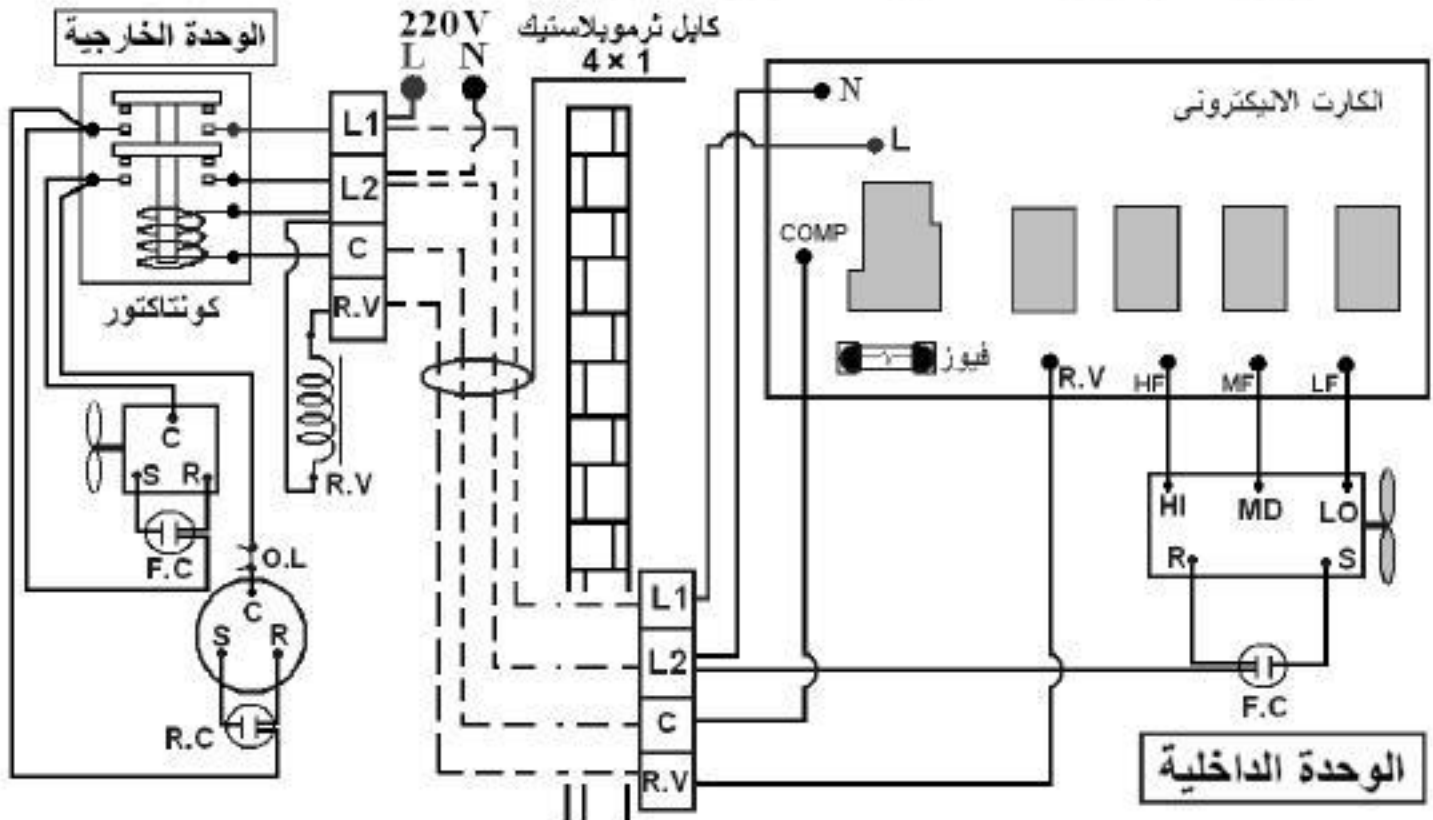 الوحدة الخارجية
220V
L N
كابل ثرموبلاستيك
4 × 1
L1
L2
C
R.V
كونتاكتور
R.V
C
S R
F.C
O.L
C
S R
R.C
الكارت الاليكترونى
N
L
COMP
فيوز
R.V
HF
MF
LF
HI MD LO
R S
F.C
L1
L2
C
R.V
الوحدة الداخلية